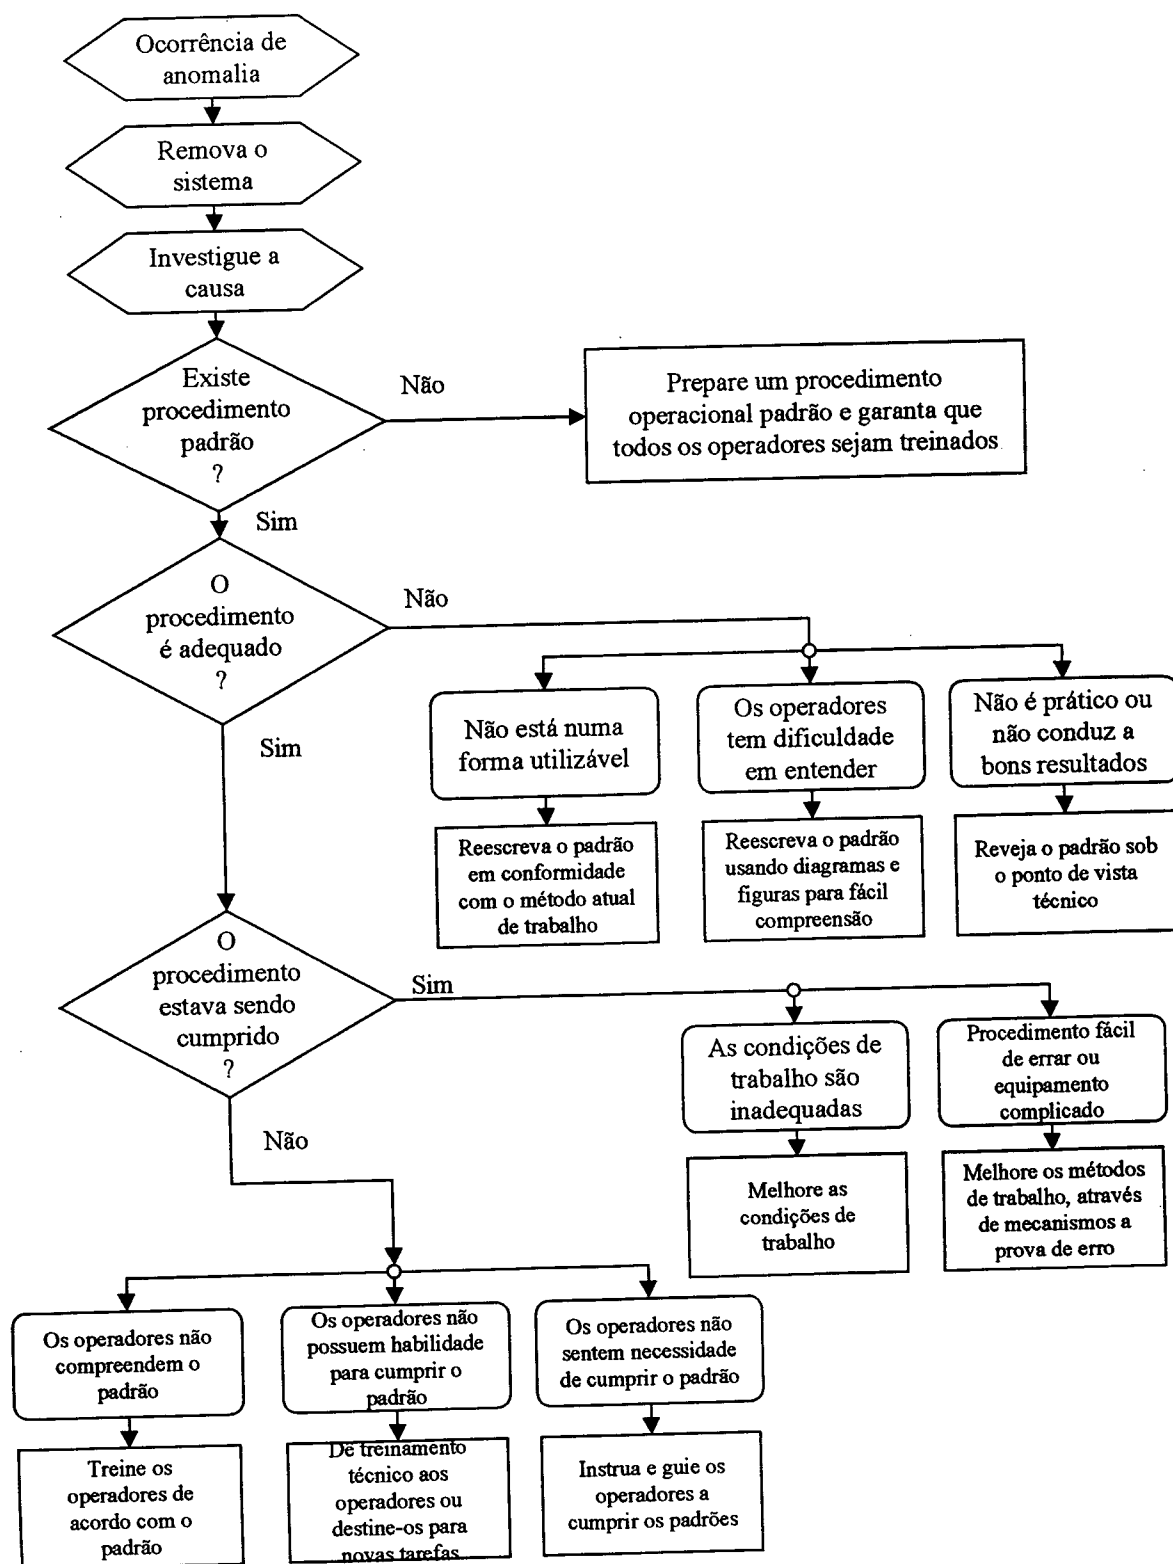 Ocorrência de
anomalia
Remova o
sistema
Investigue a
causa
Existe
procedimento
padrão
?
Não
Prepare um procedimento
operacional padrão e garanta que
todos os operadores sejam treinados
Sim
O
procedimento
é adequado
?
Não
Sim
Não está numa
forma utilizável
Os operadores
tem dificuldade
em entender
Não é prático ou
não conduz a
bons resultados
Reescreva o padrão
em conformidade
com o método atual
de trabalho
Reescreva o padrão
usando diagramas e
figuras para fácil
compreensão
Reveja o padrão sob
o ponto de vista
técnico
O
procedimento
estava sendo
cumprido
?
Sim
Não
As condições de
trabalho são
inadequadas
Procedimento fácil
de errar ou
equipamento
complicado
Melhore as
condições de
trabalho
Melhore os métodos
de trabalho, através
de mecanismos a
prova de erro
Os operadores não
compreendem o
padrão
Os operadores não
possuem habilidade
para cumprir o
padrão
Os operadores não
sentem necessidade
de cumprir o padrão
Treine os
operadores de
acordo com o
padrão
Dê treinamento
técnico aos
operadores ou
destine-os para
novas tarefas
Instrua e guie os
operadores a
cumprir os padrões